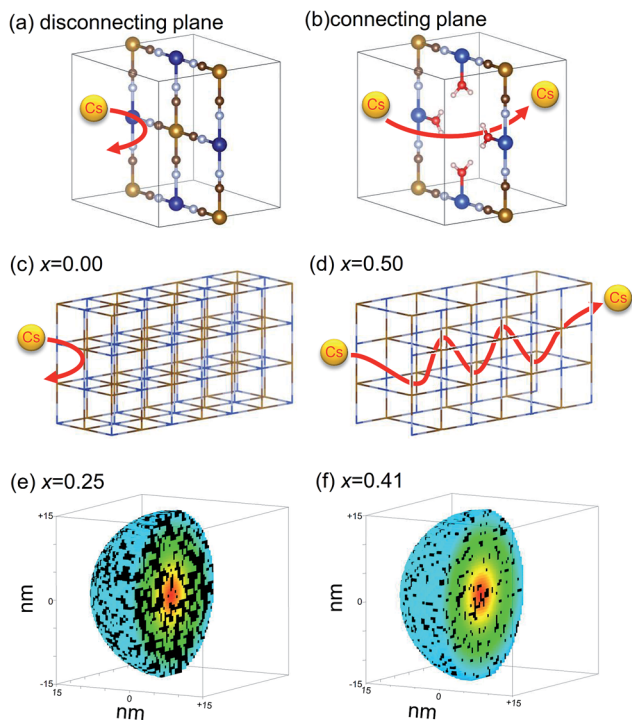 (a) disconnecting plane
(b)connecting plane
Cs
Cs
Cs
(c) x=0.00
(d) x=0.50
Cs
Cs
Cs
(e) x=0.25
(f) x=0.41
+15
+15
nm
0
nm
0
-15
-15
15
0
+15
15
0
+15
nm
nm